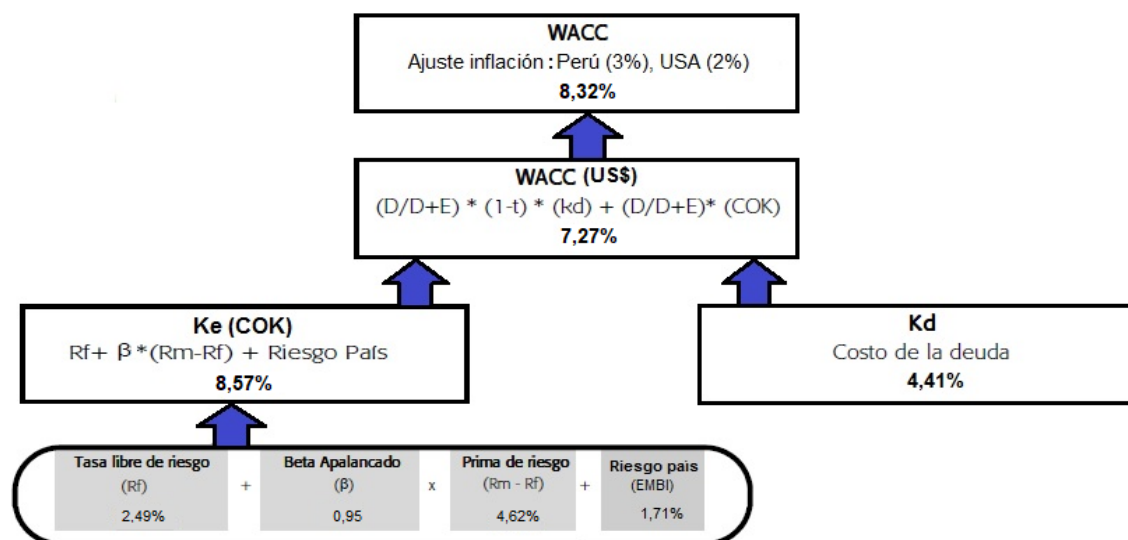 WACC
Ajuste inflación : Perú (3%), USA (2%)
8,32%
WACC (US$)
(D/D+E) * (1-t) * (kd) + (D/D+E)* (COK)
7,27%
Ke (COK)
Rf+ β*(Rm-Rf) + Riesgo País
8,57%
Kd
Costo de la deuda
4,41%
Tasa libre de riesgo
(Rf)
2,49%
+
Beta Apalancado
(β)
0,95
x
Prima de riesgo
(Rm - Rf)
4,62%
+
Riesgo pais
(EMBI)
1,71%